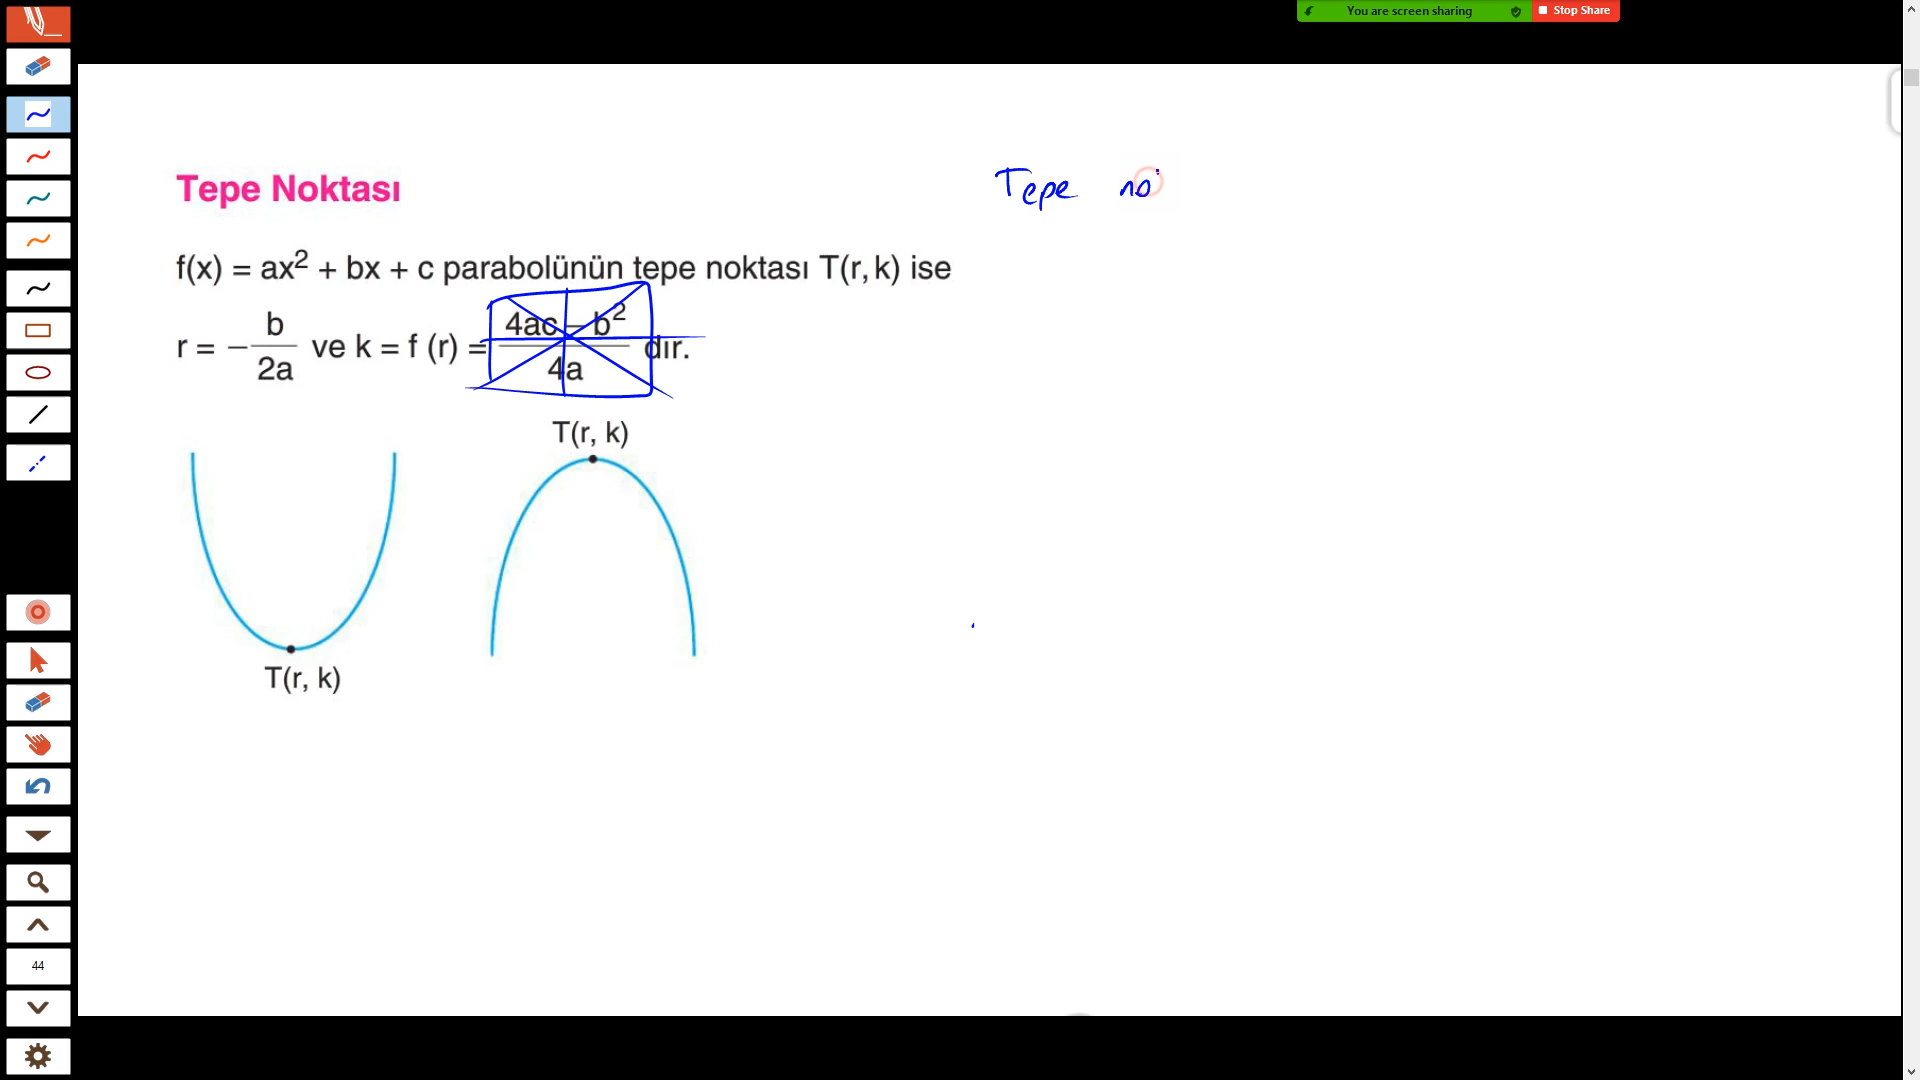 You are screen sharing
Stop Share
Tepe Noktası
Tepe no
f(x) = ax² + bx + c parabolünün tepe noktası T(r, k) ise
r = −b/2a ve k = f (r) = (4ac − b²)/4a dır.
T(r, k)
T(r, k)
44